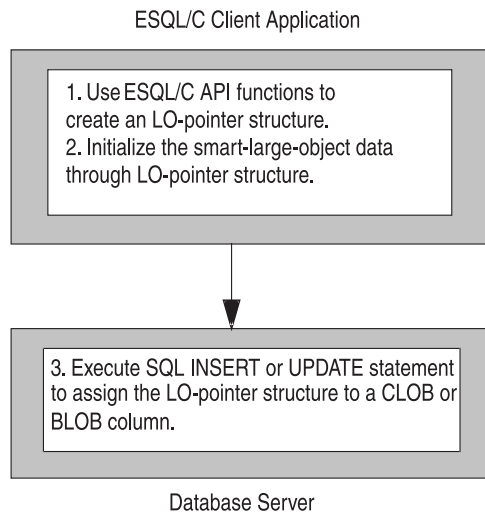 ESQL/C Client Application
1. Use ESQL/C API functions to
create an LO-pointer structure.
2. Initialize the smart-large-object data
through LO-pointer structure.
3. Execute SQL INSERT or UPDATE statement
to assign the LO-pointer structure to a CLOB or
BLOB column.
Database Server